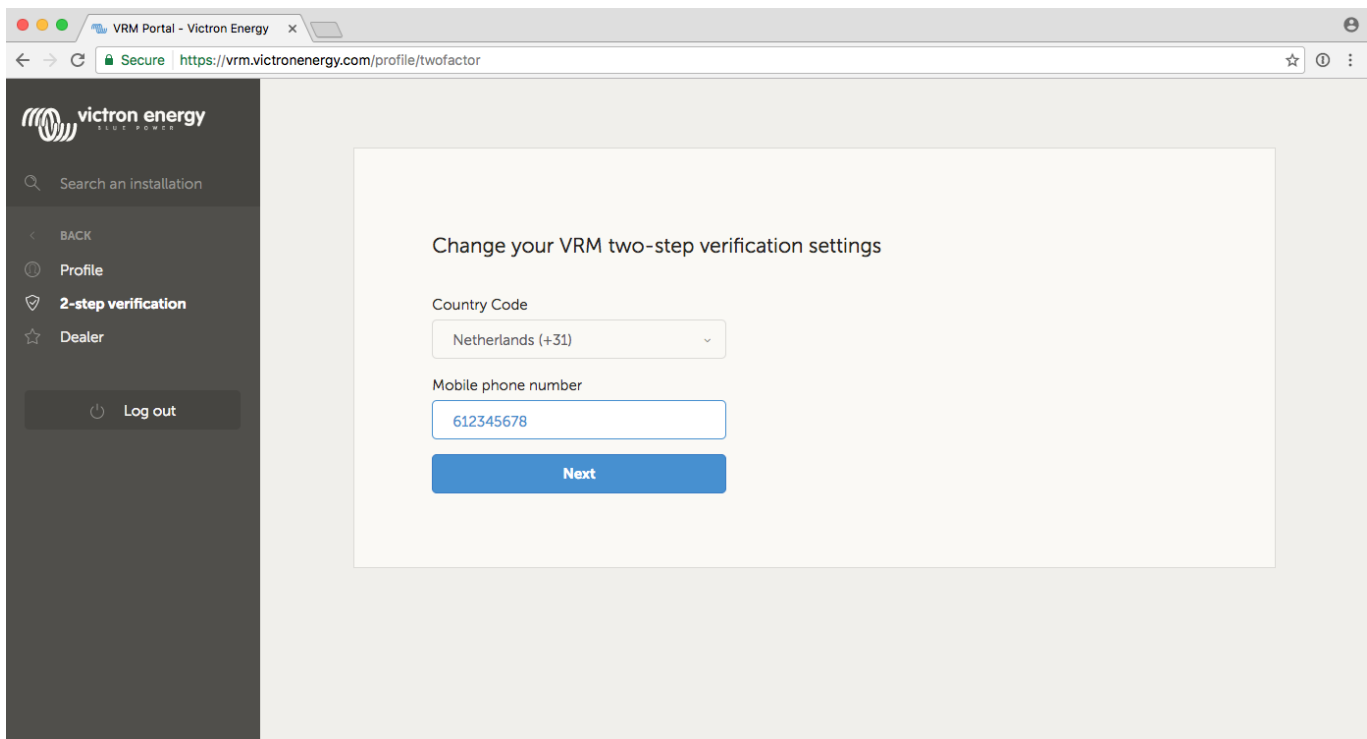 VRM Portal - Victron Energy
Secure https://vrm.victronenergy.com/profile/twofactor
victron energy
BLUE POWER
Search an installation
BACK
Profile
2-step verification
Dealer
Log out
Change your VRM two-step verification settings
Country Code
Netherlands (+31)
Mobile phone number
612345678
Next